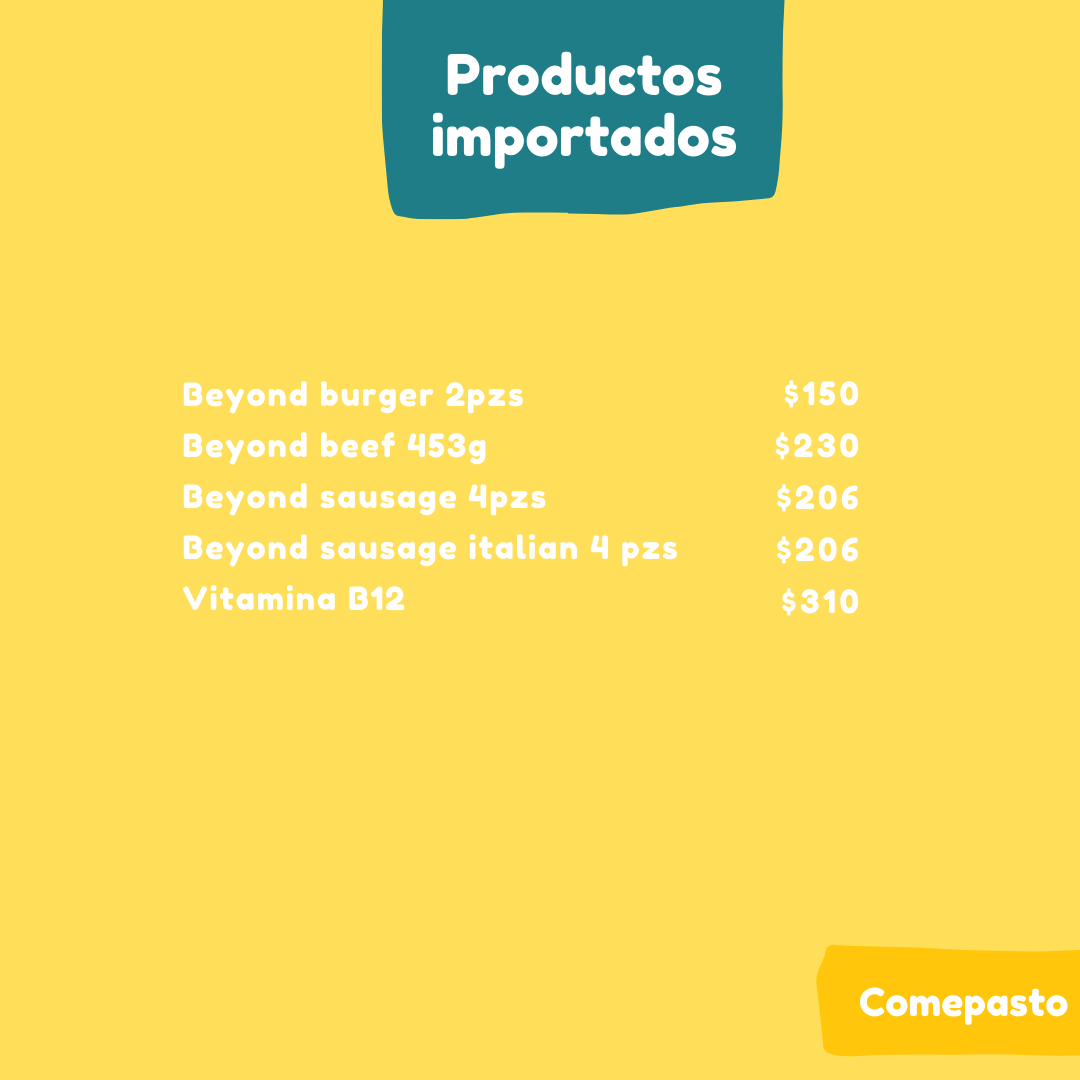 Productos
importados
Beyond burger 2pzs $150
Beyond beef 453g $230
Beyond sausage 4pzs $206
Beyond sausage italian 4 pzs $206
Vitamina B12 $310
Comepasto